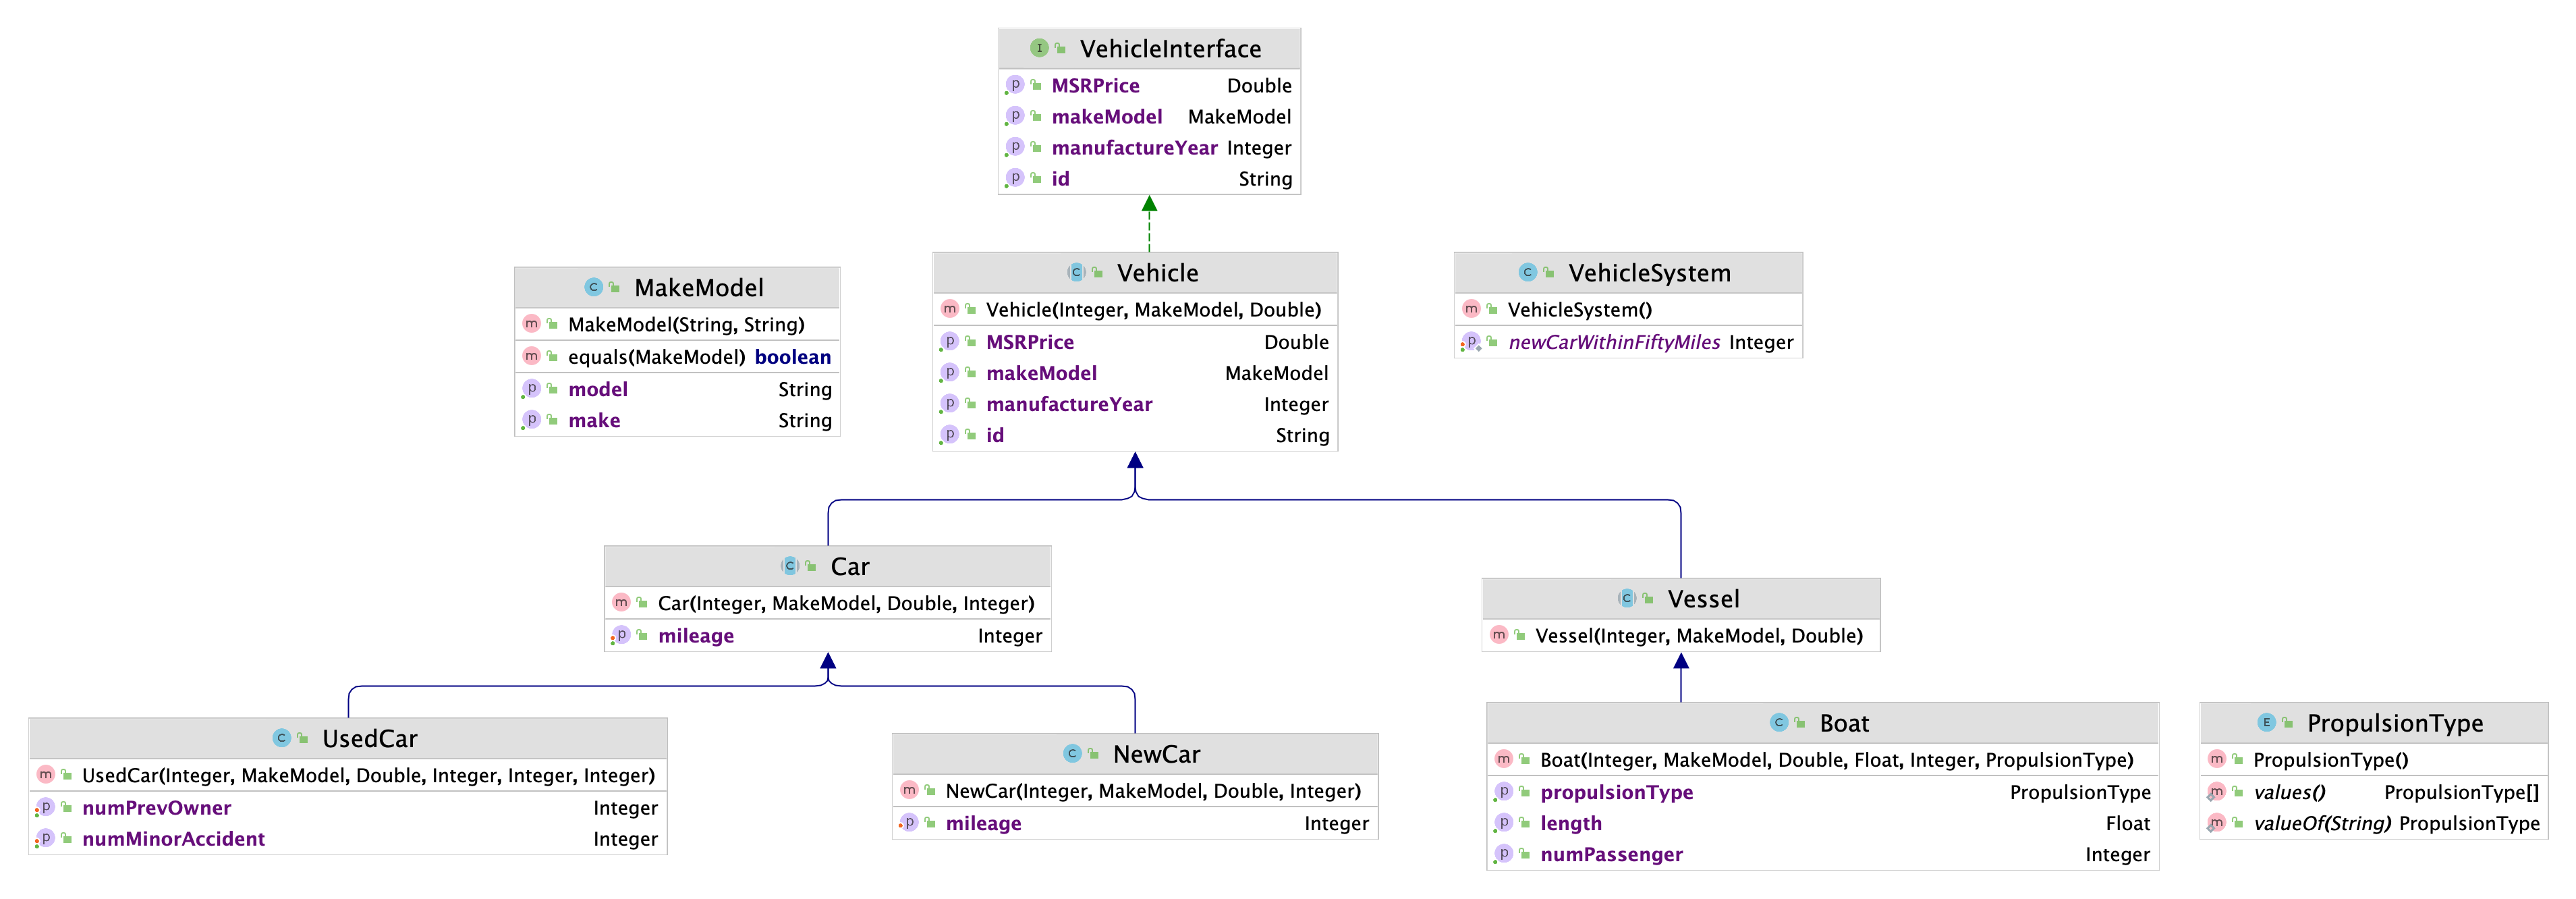 VehicleInterface
MSRPrice Double
makeModel MakeModel
manufactureYear Integer
id String
MakeModel
MakeModel(String, String)
equals(MakeModel) boolean
model String
make String
Vehicle
Vehicle(Integer, MakeModel, Double)
MSRPrice Double
makeModel MakeModel
manufactureYear Integer
id String
VehicleSystem
VehicleSystem()
newCarWithinFiftyMiles Integer
Car
Car(Integer, MakeModel, Double, Integer)
mileage Integer
Vessel
Vessel(Integer, MakeModel, Double)
UsedCar
UsedCar(Integer, MakeModel, Double, Integer, Integer, Integer)
numPrevOwner Integer
numMinorAccident Integer
NewCar
NewCar(Integer, MakeModel, Double, Integer)
mileage Integer
Boat
Boat(Integer, MakeModel, Double, Float, Integer, PropulsionType)
propulsionType PropulsionType
length Float
numPassenger Integer
PropulsionType
PropulsionType()
values() PropulsionType[]
valueOf(String) PropulsionType